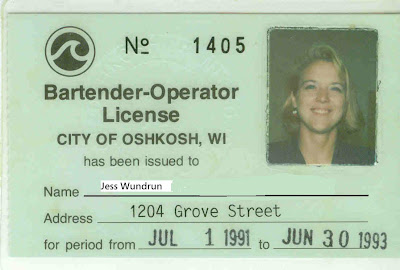 Nº 1405
Bartender-Operator
License
CITY OF OSHKOSH, WI
has been issued to
Name Jess Wundrun
Address 1204 Grove Street
for period from JUL 1 1991 to JUN 30 1993